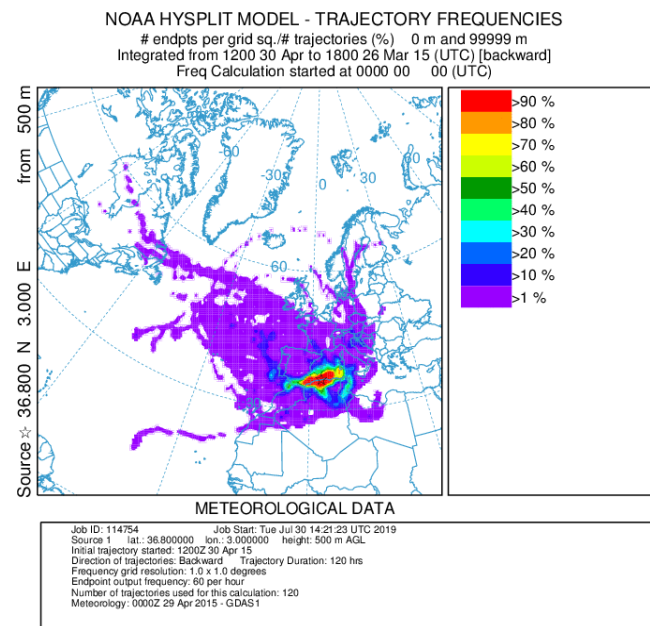 NOAA HYSPLIT MODEL - TRAJECTORY FREQUENCIES
# endpts per grid sq./# trajectories (%) 0 m and 99999 m
Integrated from 1200 30 Apr to 1800 26 Mar 15 (UTC) [backward]
Freq Calculation started at 0000 00 00 (UTC)
Source ☆ 36.800 N 3.000 E from 500 m
60
-30
0
30
60
60
>90 %
>80 %
>70 %
>60 %
>50 %
>40 %
>30 %
>20 %
>10 %
>1 %
METEOROLOGICAL DATA
Job ID: 114754 Job Start: Tue Jul 30 14:21:23 UTC 2019
Source 1 lat.: 36.800000 lon.: 3.000000 height: 500 m AGL
Initial trajectory started: 1200Z 30 Apr 15
Direction of trajectories: Backward Trajectory Duration: 120 hrs
Frequency grid resolution: 1.0 x 1.0 degrees
Endpoint output frequency: 60 per hour
Number of trajectories used for this calculation: 120
Meteorology: 0000Z 29 Apr 2015 - GDAS1